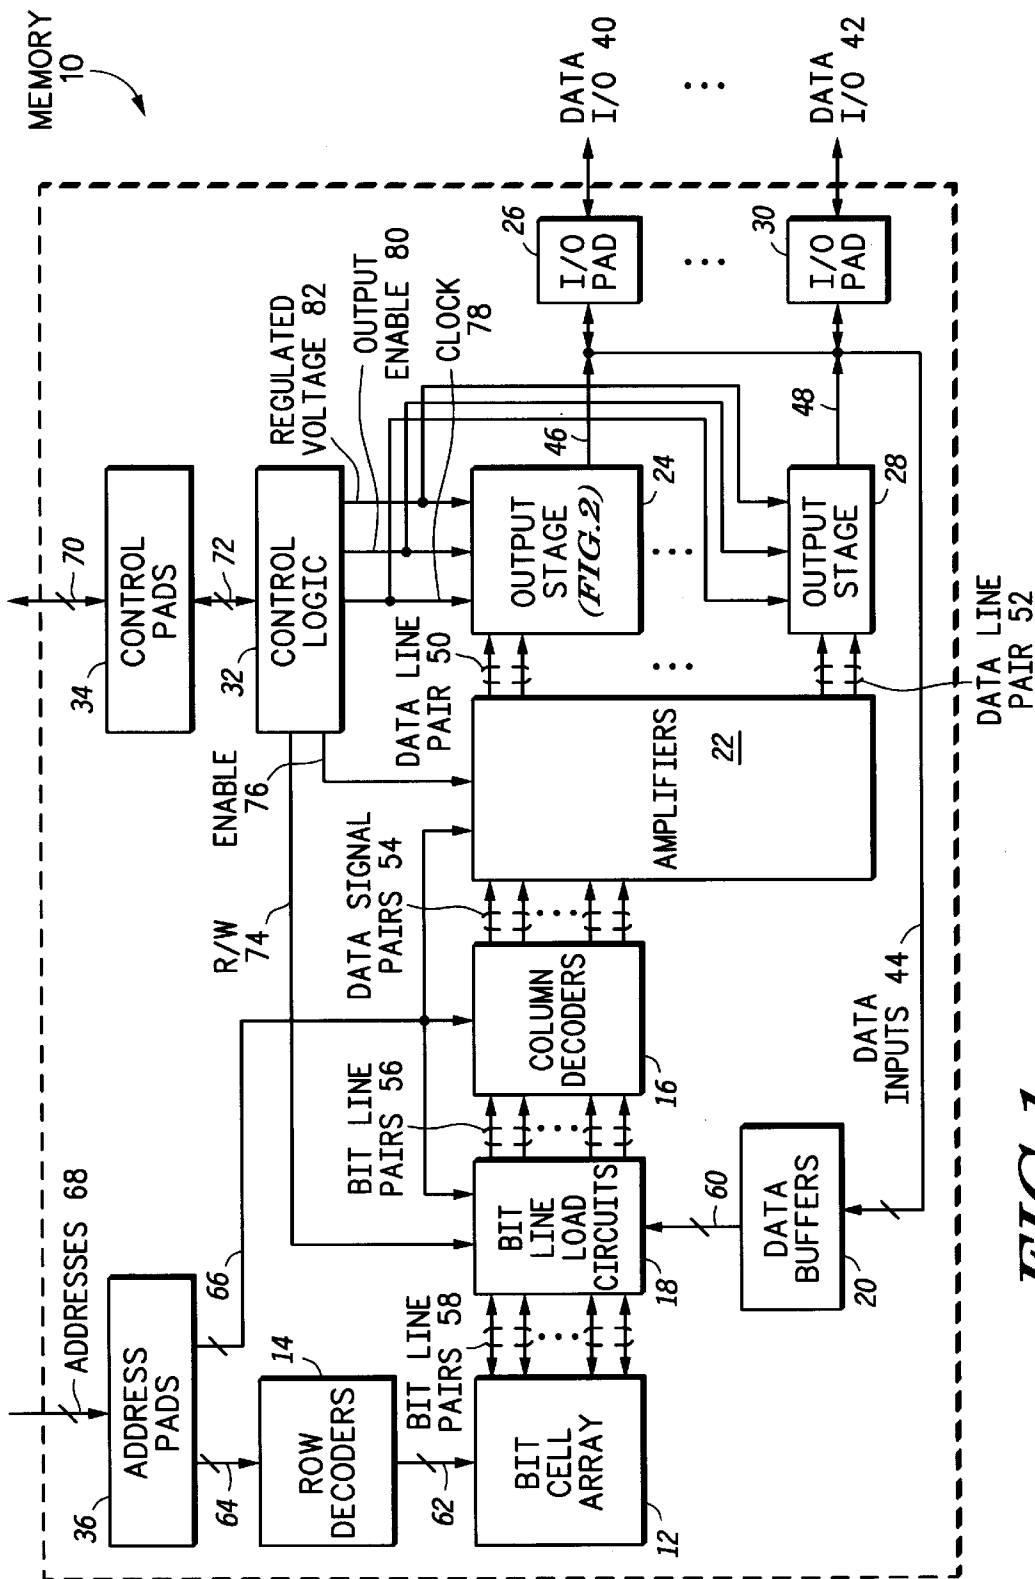 MEMORY
10
ADDRESSES 68
70
36
ADDRESS
PADS
34
CONTROL
PADS
64
66
72
14
ROW
DECODERS
32
CONTROL
LOGIC
R/W
74
ENABLE
76
REGULATED
VOLTAGE 82
OUTPUT
ENABLE 80
CLOCK
78
62
BIT LINE
PAIRS 58
BIT LINE
PAIRS 56
DATA SIGNAL
PAIRS 54
DATA LINE
PAIR 50
BIT
CELL
ARRAY
12
BIT
LINE
LOAD
CIRCUITS
18
COLUMN
DECODERS
16
AMPLIFIERS
22
OUTPUT
STAGE
(FIG.2)
24
46
26
I/O
PAD
DATA
I/O 40
60
DATA
BUFFERS
20
OUTPUT
STAGE
28
48
30
I/O
PAD
DATA
I/O 42
DATA
INPUTS 44
DATA LINE
PAIR 52
FIG.1